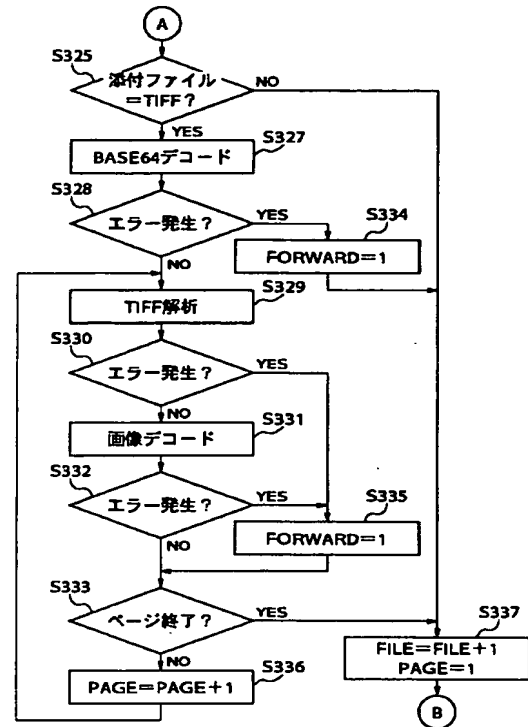 A
S325
添付ファイル
=TIFF?
NO
YES
S327
BASE64デコード
S328
エラー発生?
YES
S334
FORWARD=1
NO
S329
TIFF解析
S330
エラー発生?
YES
NO
S331
画像デコード
S332
エラー発生?
YES
S335
FORWARD=1
NO
S333
ページ終了?
YES
S337
FILE=FILE+1
PAGE=1
NO
S336
PAGE=PAGE+1
B